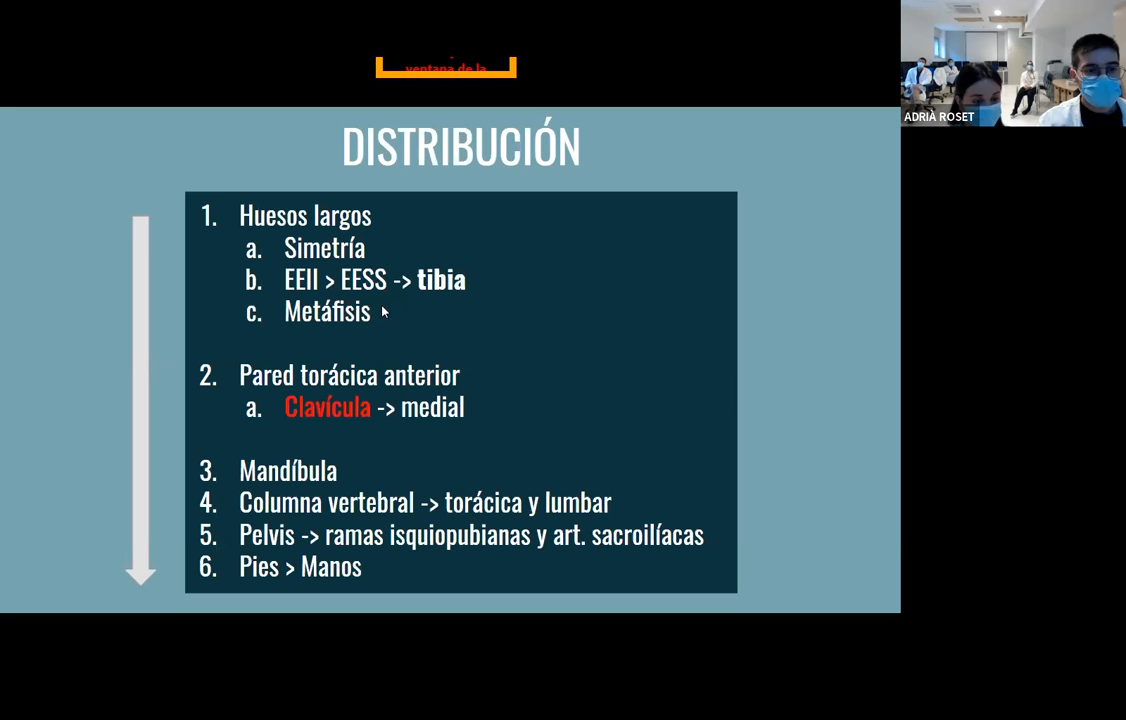 ventana de la
ADRIÀ ROSET
DISTRIBUCIÓN
1. Huesos largos
a. Simetría
b. EEII > EESS -> tibia
c. Metáfisis
2. Pared torácica anterior
a. Clavícula -> medial
3. Mandíbula
4. Columna vertebral -> torácica y lumbar
5. Pelvis -> ramas isquiopubianas y art. sacroilíacas
6. Pies > Manos